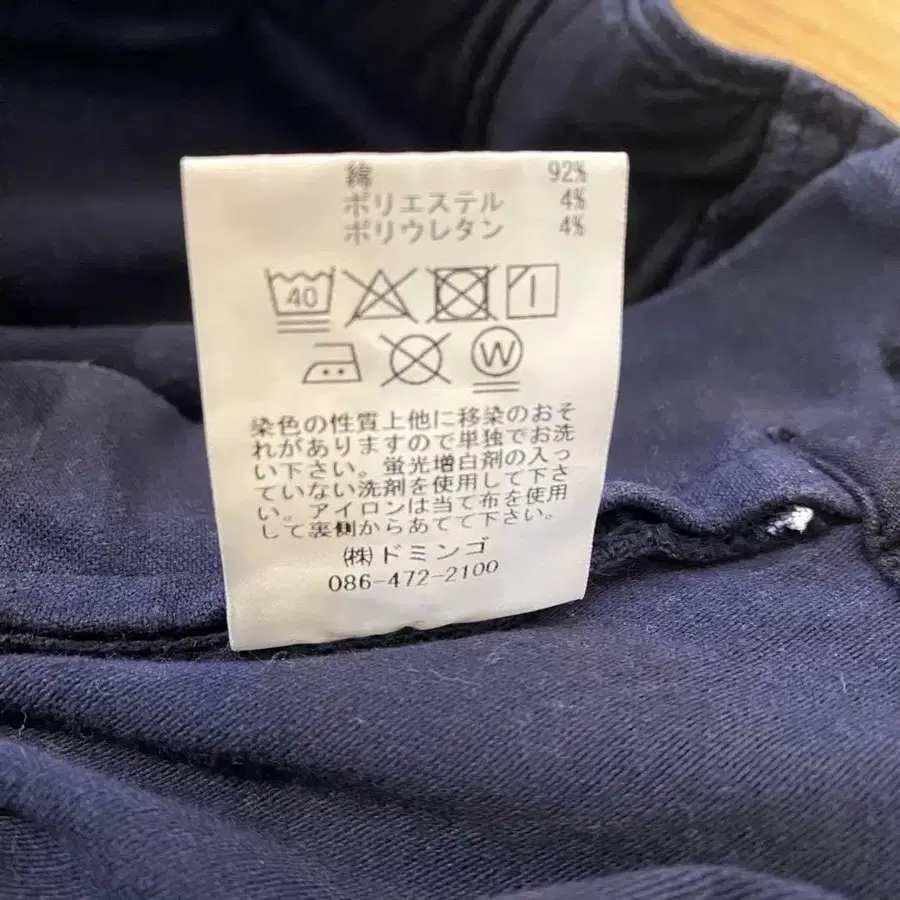 綿 92%
ポリエステル 4%
ポリウレタン 4%
40
W
染色の性質上他に移染のおそ
れがありますので単独でお洗
い下さい。蛍光増白剤の入っ
ていない洗剤を使用して下さ
い。アイロンは当て布を使用
して裏側からあてて下さい。
㈱ドミンゴ
086-472-2100